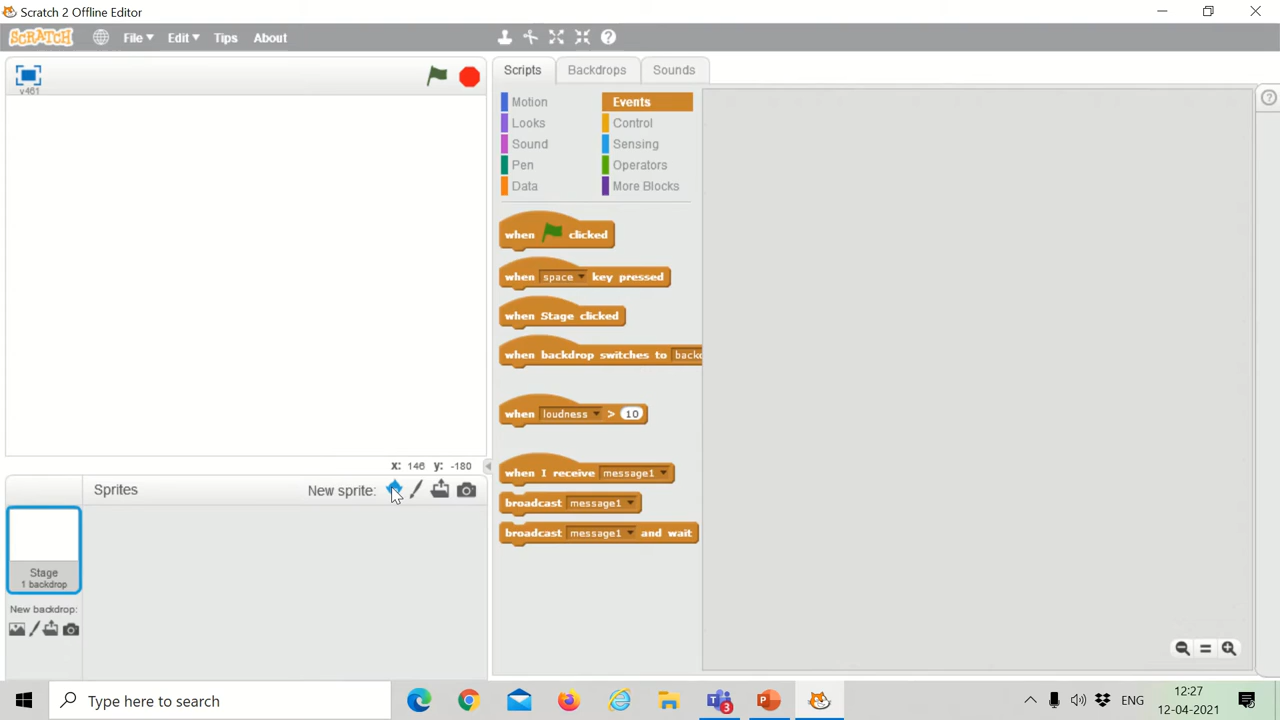 Scratch 2 Offline Editor
SCRATCH File Edit Tips About
v461
Scripts Backdrops Sounds
Motion Events
Looks Control
Sound Sensing
Pen Operators
Data More Blocks
when clicked
when space key pressed
when Stage clicked
when backdrop switches to backd
when loudness > 10
when I receive message1
broadcast message1
broadcast message1 and wait
x: 146 y: -180
Sprites New sprite:
Stage
1 backdrop
New backdrop:
Type here to search
3
P
ENG
12:27
12-04-2021